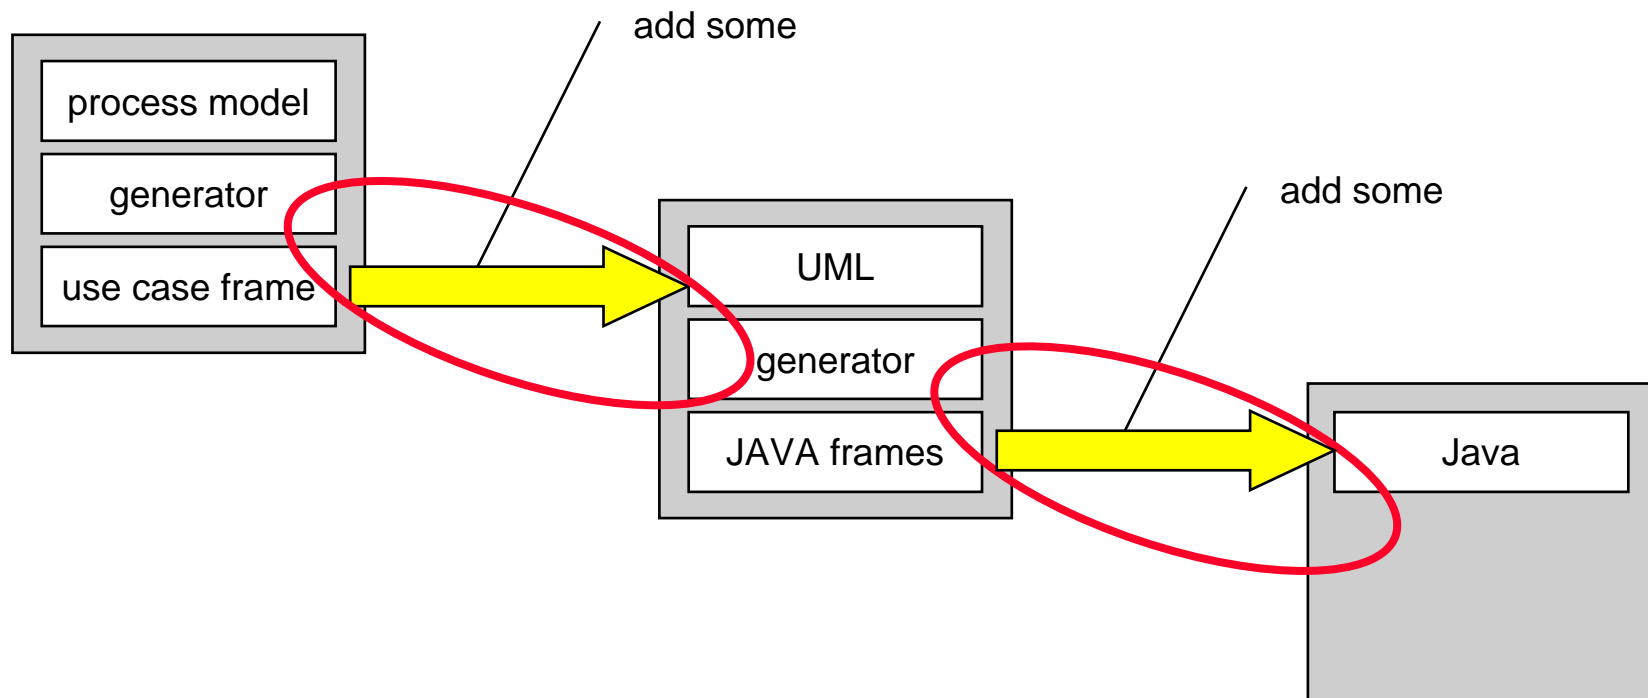 add some
process model
generator
use case frame
add some
UML
generator
JAVA frames
Java